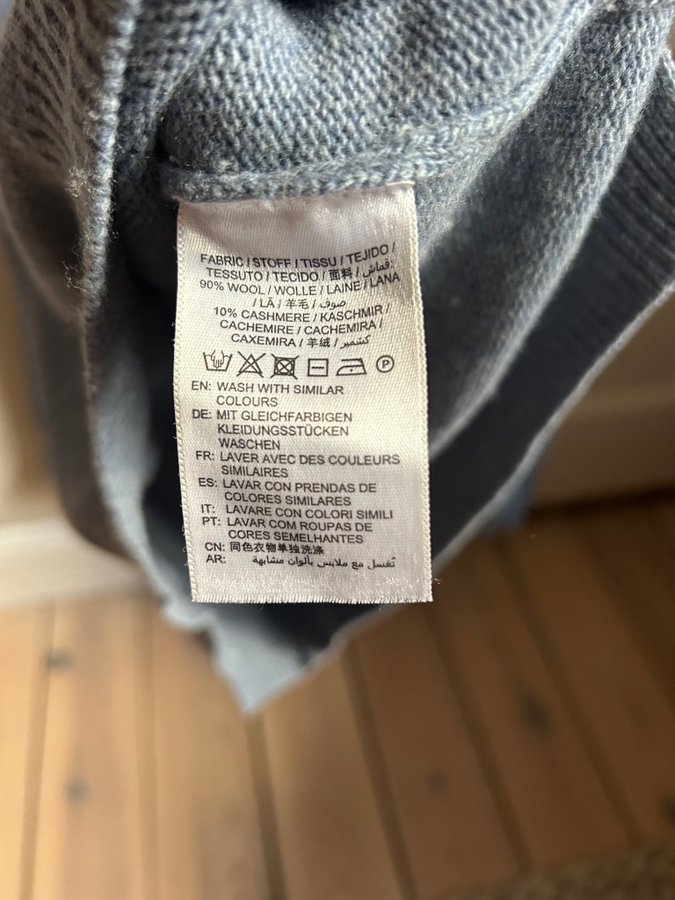 FABRIC / STOFF / TISSU / TEJIDO /
TESSUTO / TECIDO / 面料 / قماش:
90% WOOL / WOLLE / LAINE / LANA
/ LÃ / 羊毛 / صوف
10% CASHMERE / KASCHMIR /
CACHEMIRE / CACHEMIRA /
CAXEMIRA / 羊绒 / كشمير
P
EN: WASH WITH SIMILAR
COLOURS
DE: MIT GLEICHFARBIGEN
KLEIDUNGSSTÜCKEN
WASCHEN
FR: LAVER AVEC DES COULEURS
SIMILAIRES
ES: LAVAR CON PRENDAS DE
COLORES SIMILARES
IT: LAVARE CON COLORI SIMILI
PT: LAVAR COM ROUPAS DE
CORES SEMELHANTES
CN: 同色衣物单独洗涤
AR: تُغسل مع ملابس بألوان مشابهة